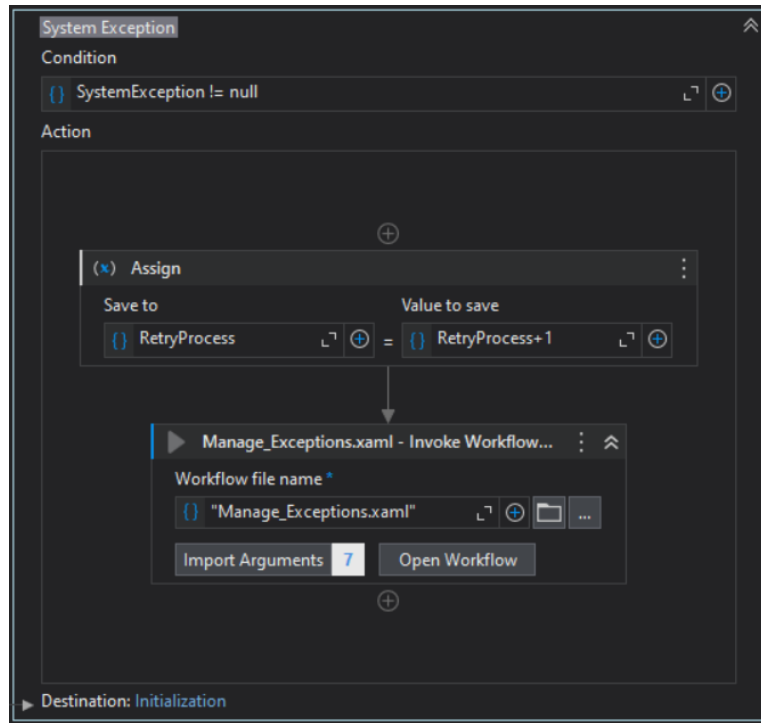 System Exception
Condition
{} SystemException != null
Action
(x) Assign
Save to Value to save
{} RetryProcess = {} RetryProcess+1
Manage_Exceptions.xaml - Invoke Workflow...
Workflow file name *
{} "Manage_Exceptions.xaml" ...
Import Arguments 7 Open Workflow
Destination: Initialization